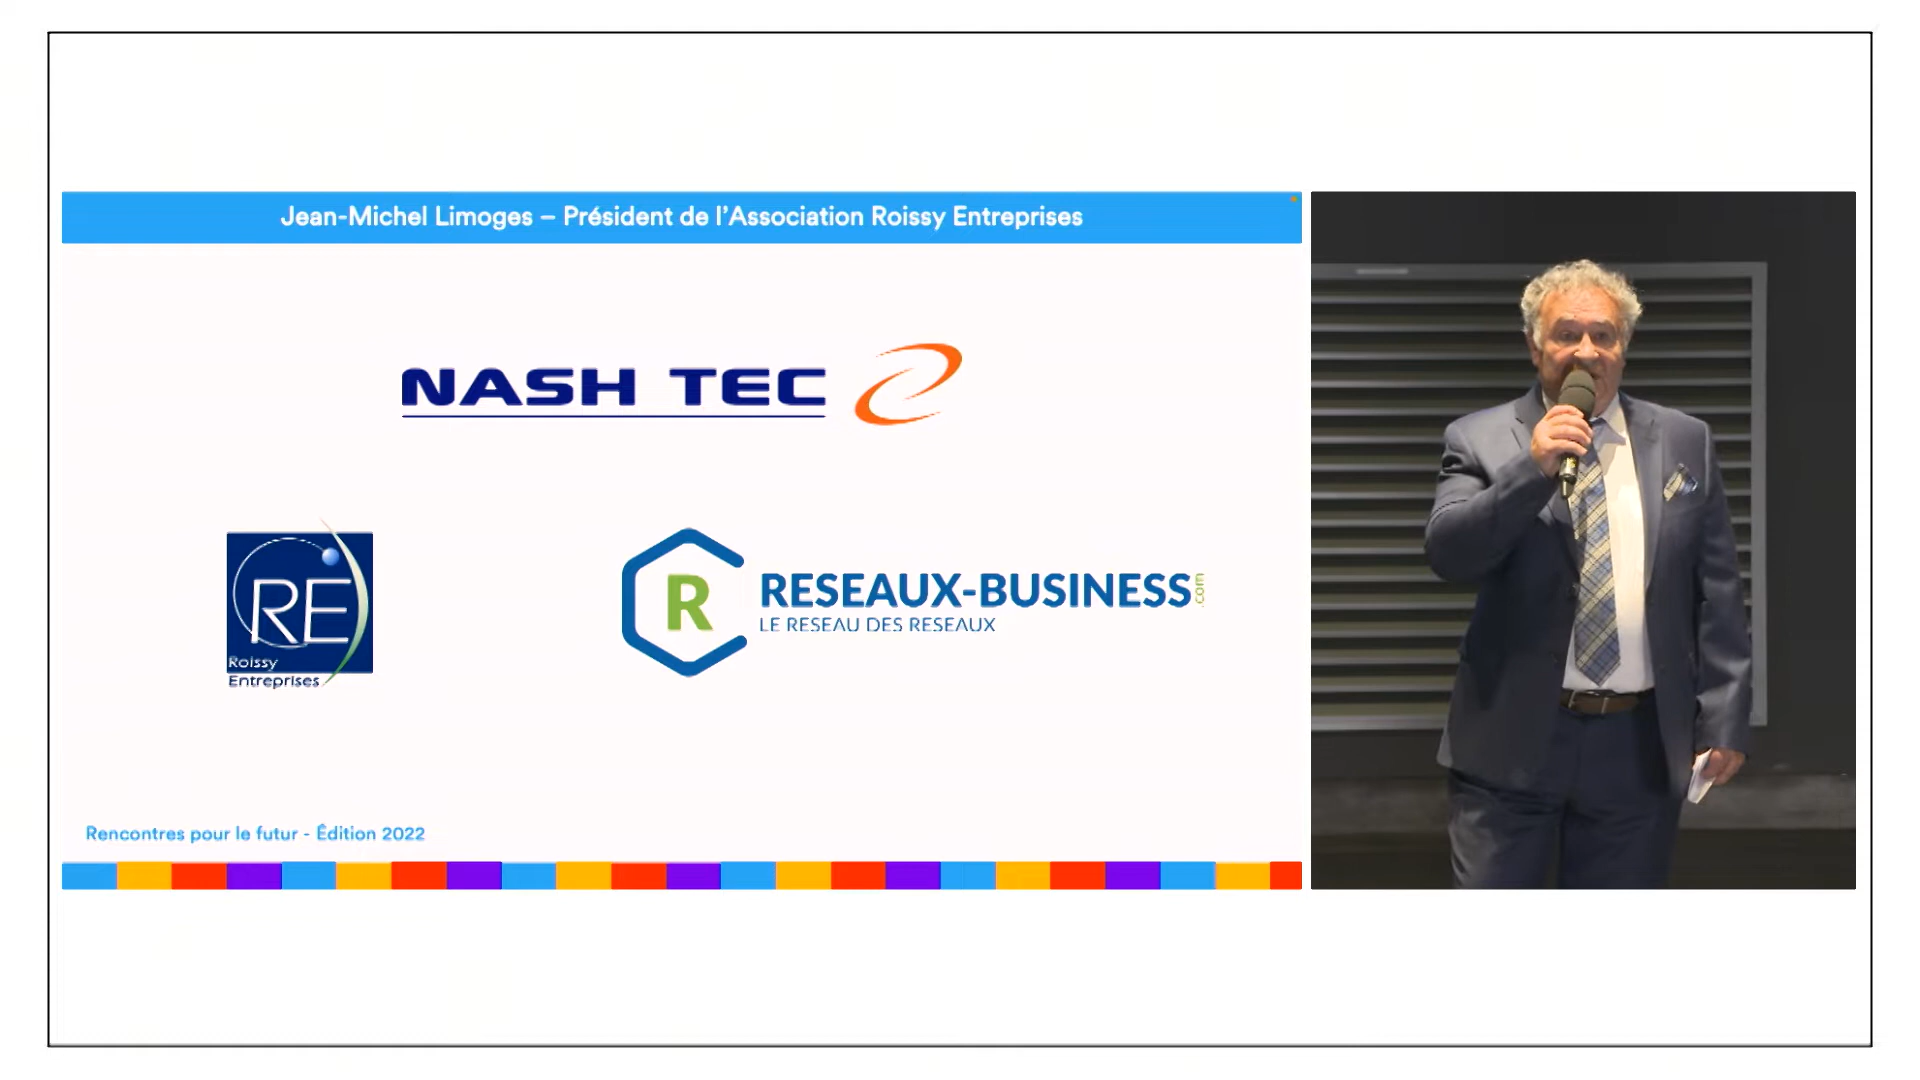 Jean-Michel Limoges – Président de l'Association Roissy Entreprises
NASH TEC
RE
Roissy
Entreprises
R
RESEAUX-BUSINESS.com
LE RESEAU DES RESEAUX
Rencontres pour le futur - Édition 2022